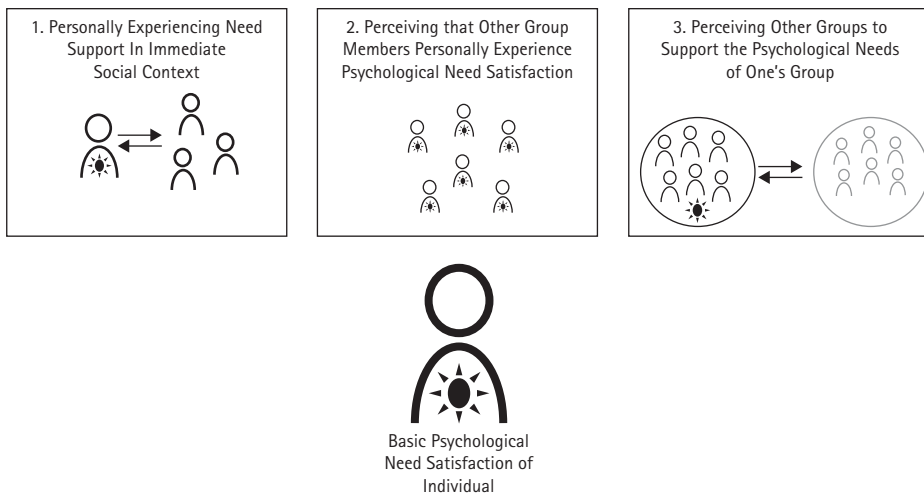 1. Personally Experiencing Need
Support In Immediate
Social Context
2. Perceiving that Other Group
Members Personally Experience
Psychological Need Satisfaction
3. Perceiving Other Groups to
Support the Psychological Needs
of One's Group
Basic Psychological
Need Satisfaction of
Individual